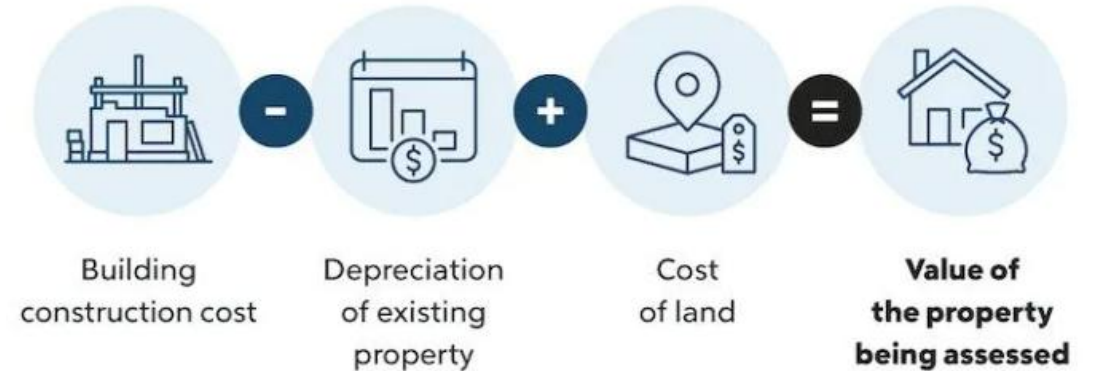 -
+
=
$
$
$
Building
construction cost
Depreciation
of existing
property
Cost
of land
Value of
the property
being assessed